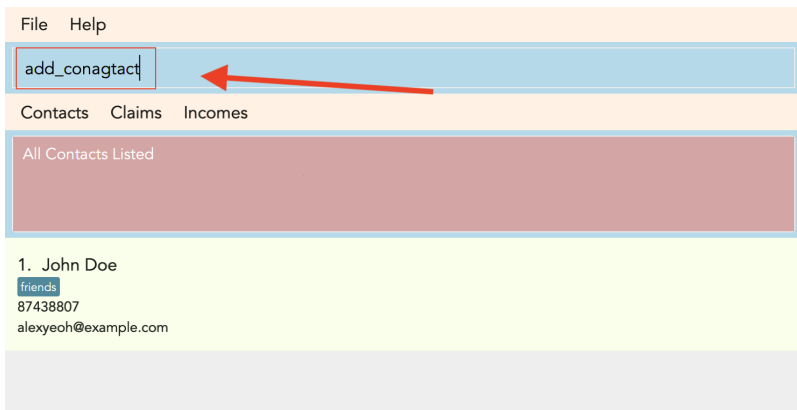 File Help
add_conagtact
Contacts Claims Incomes
All Contacts Listed
1. John Doe
friends
87438807
alexyeoh@example.com